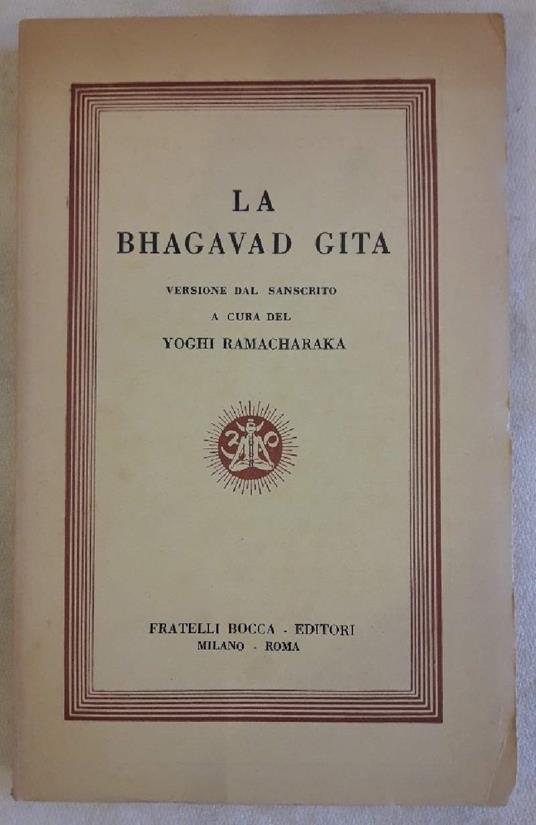 LA
BHAGAVAD GITA
VERSIONE DAL SANSCRITO
A CURA DEL
YOGHI RAMACHARAKA
FRATELLI BOCCA - EDITORI
MILANO - ROMA